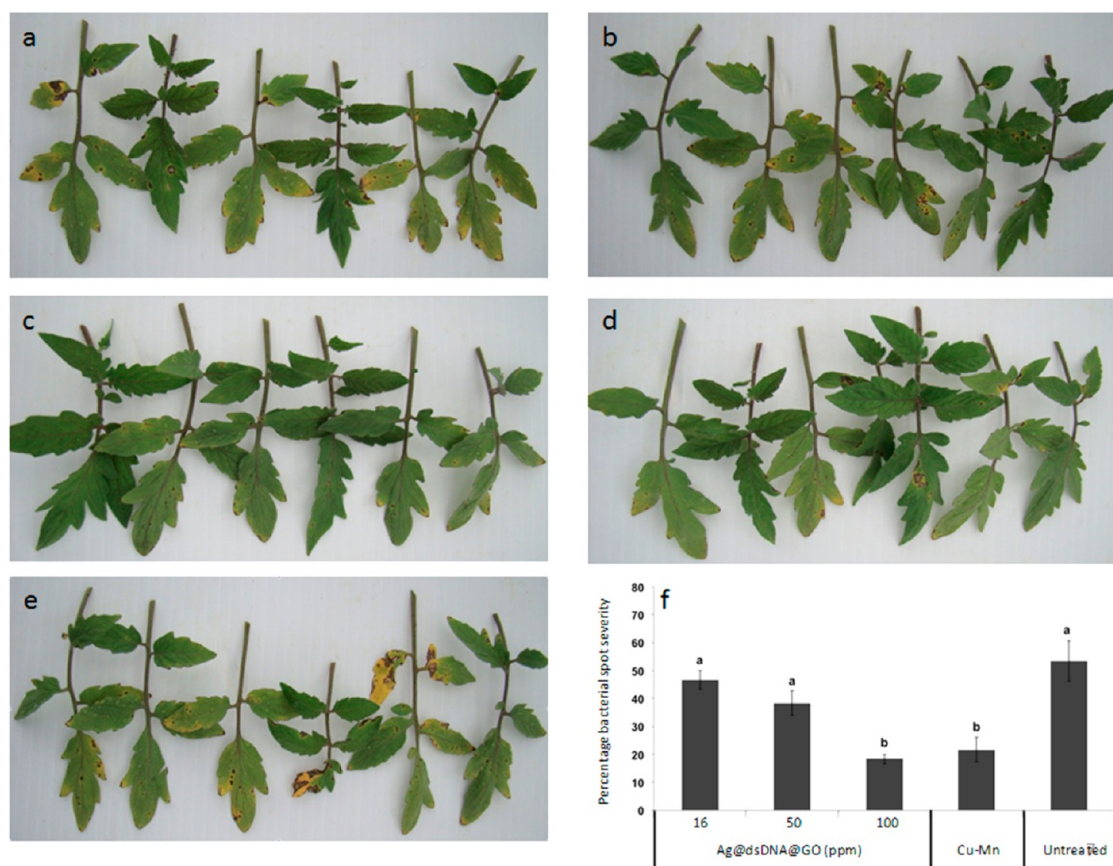 a
b
c
d
e
f
Percentage bacterial spot severity
80
70
60
50
40
30
20
10
0
a
a
b
b
a
16
50
100
Ag@dsDNA@GO (ppm)
Cu-Mn
Untreated